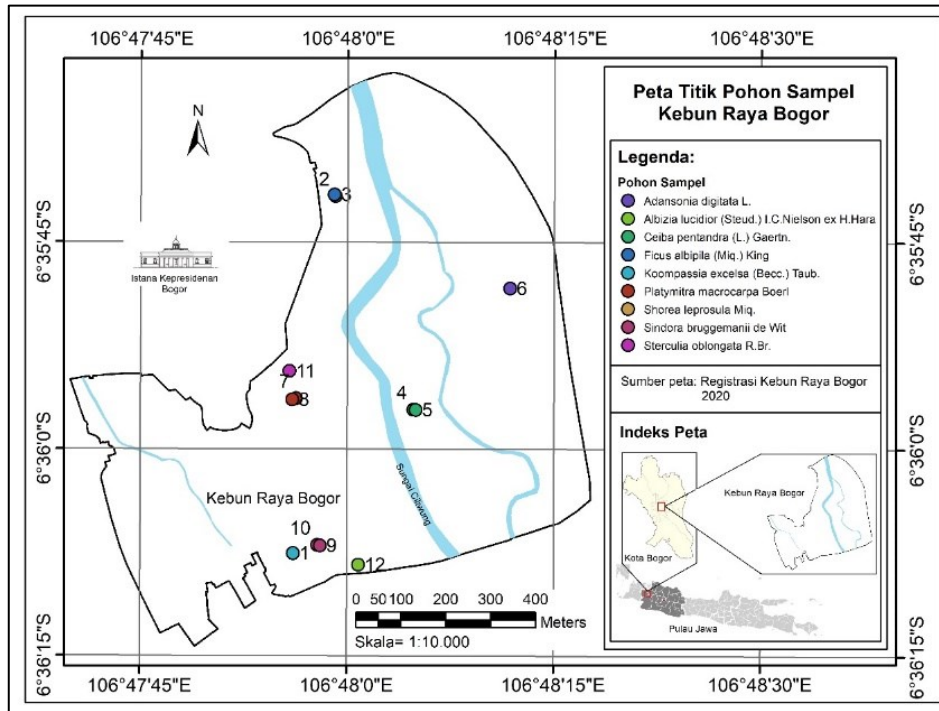 106°47'45"E 106°48'0"E 106°48'15"E 106°48'30"E
N
2
3
6°35'45"S
6°35'45"S
Istana Kepresidenan
Bogor
6
11
8
4
5
6°36'0"S
6°36'0"S
Sungai Ciliwung
Kebun Raya Bogor
10
1
9
12
0 50 100 200 300 400
Meters
Skala= 1:10.000
6°36'15"S
6°36'15"S
106°47'45"E 106°48'0"E 106°48'15"E 106°48'30"E
Peta Titik Pohon Sampel
Kebun Raya Bogor
Legenda:
Pohon Sampel
Adansonia digitata L.
Albizia lucidior (Steud.) I.C.Nielson ex H.Hara
Ceiba pentandra (L.) Gaertn.
Ficus albipila (Miq.) King
Koompassia excelsa (Becc.) Taub.
Platymitra macrocarpa Boerl
Shorea leprosula Miq.
Sindora bruggemanii de Wit
Sterculia oblongata R.Br.
Sumber peta: Registrasi Kebun Raya Bogor
2020
Indeks Peta
Kebun Raya Bogor
Kota Bogor
Pulau Jawa